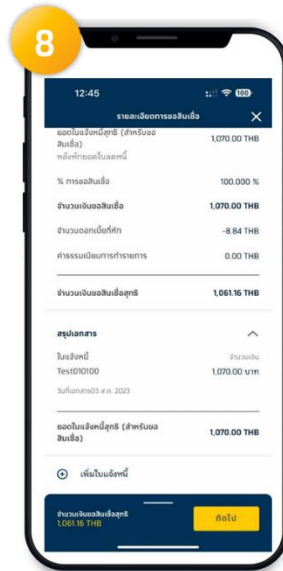 8
12:45
100
รายละเอียดการขอสินเชื่อ
ยอดใบแจ้งหนี้สุทธิ (สำหรับขอ
สินเชื่อ)
1,070.00 THB
หลังหักยอดใบลดหนี้
% การขอสินเชื่อ 100.000 %
จำนวนเงินขอสินเชื่อ 1,070.00 THB
จำนวนดอกเบี้ยที่หัก -8.84 THB
ค่าธรรมเนียมการทำรายการ 0.00 THB
จำนวนเงินขอสินเชื่อสุทธิ 1,061.16 THB
สรุปเอกสาร
ใบแจ้งหนี้ จำนวนเงิน
Test010100 1,070.00 บาท
วันที่เอกสาร03 ส.ค. 2023
ยอดใบแจ้งหนี้สุทธิ (สำหรับขอ
สินเชื่อ)
1,070.00 THB
เพิ่มใบแจ้งหนี้
จำนวนเงินขอสินเชื่อสุทธิ
1,061.16 THB
ถัดไป